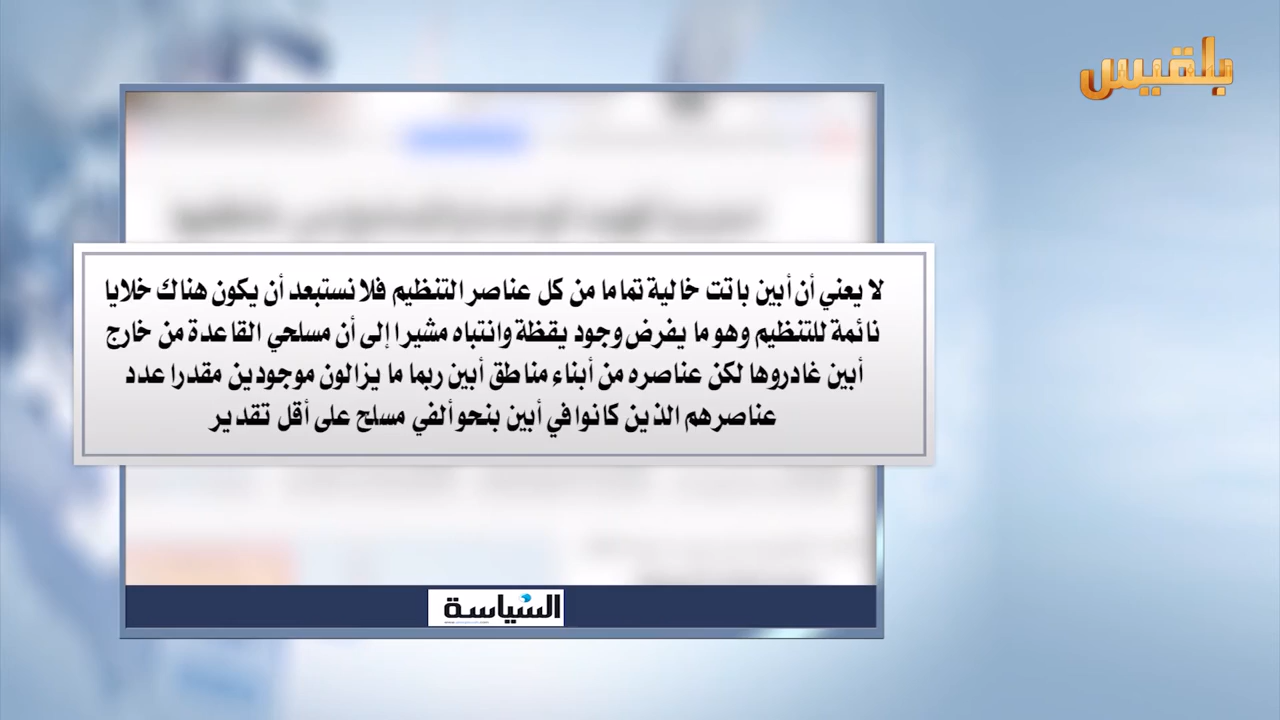 بلقيس
لا يعني أن أبين باتت خالية تماما من كل عناصر التنظيم فلا نستبعد أن يكون هناك خلايا
نائمة للتنظيم وهو ما يفرض وجود يقظة وانتباه مشيرا إلى أن مسلحي القاعدة من خارج
أبين غادروها لكن عناصره من أبناء مناطق أبين ربما ما يزالون موجودين مقدرا عدد
عناصرهم الذين كانوا في أبين بنحو ألفي مسلح على أقل تقدير
السياسة